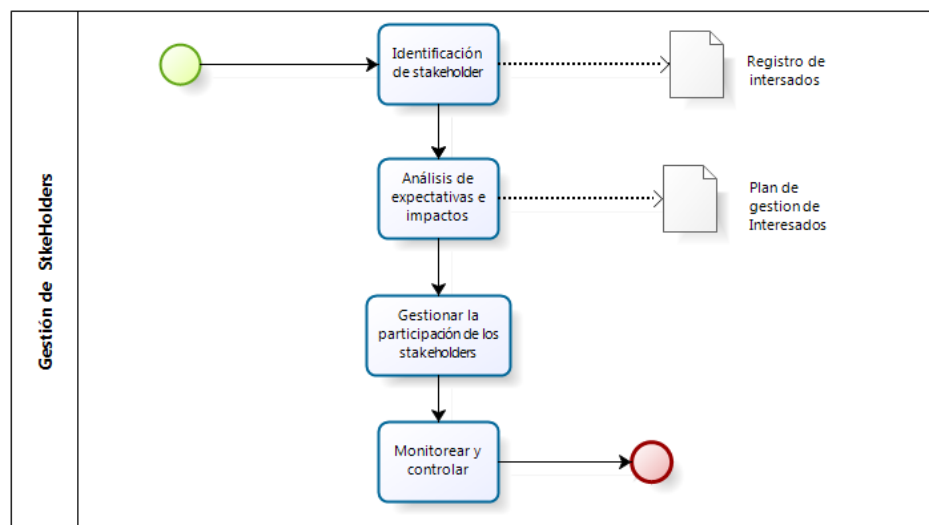 Gestión de StkeHolders
Identificación
de stakeholder
Registro de
intersados
Análisis de
expectativas e
impactos
Plan de
gestion de
Interesados
Gestionar la
participación de los
stakeholders
Monitorear y
controlar